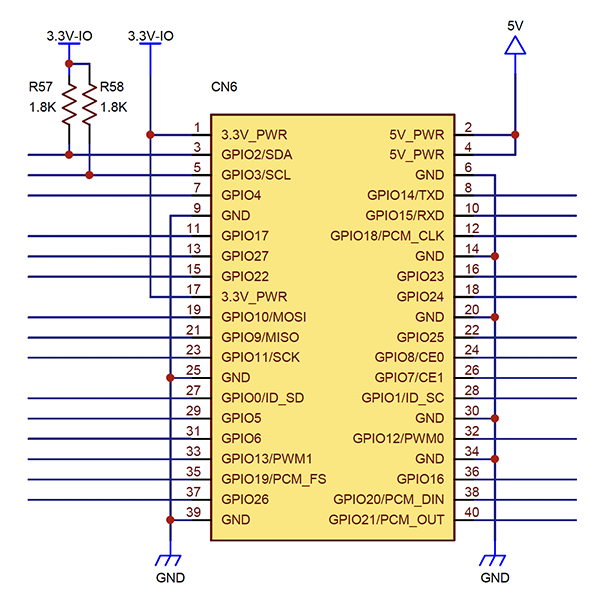 5V
3.3V-IO 3.3V-IO
R57 R58 CN6
1.8K 1.8K
1 3.3V_PWR 5V_PWR 2
3 GPIO2/SDA 5V_PWR 4
5 GPIO3/SCL GND 6
7 GPIO4 GPIO14/TXD 8
9 GND GPIO15/RXD 10
11 GPIO17 GPIO18/PCM_CLK 12
13 GPIO27 GND 14
15 GPIO22 GPIO23 16
17 3.3V_PWR GPIO24 18
19 GPIO10/MOSI GND 20
21 GPIO9/MISO GPIO25 22
23 GPIO11/SCK GPIO8/CE0 24
25 GND GPIO7/CE1 26
27 GPIO0/ID_SD GPIO1/ID_SC 28
29 GPIO5 GND 30
31 GPIO6 GPIO12/PWM0 32
33 GPIO13/PWM1 GND 34
35 GPIO19/PCM_FS GPIO16 36
37 GPIO26 GPIO20/PCM_DIN 38
39 GND GPIO21/PCM_OUT 40
GND GND